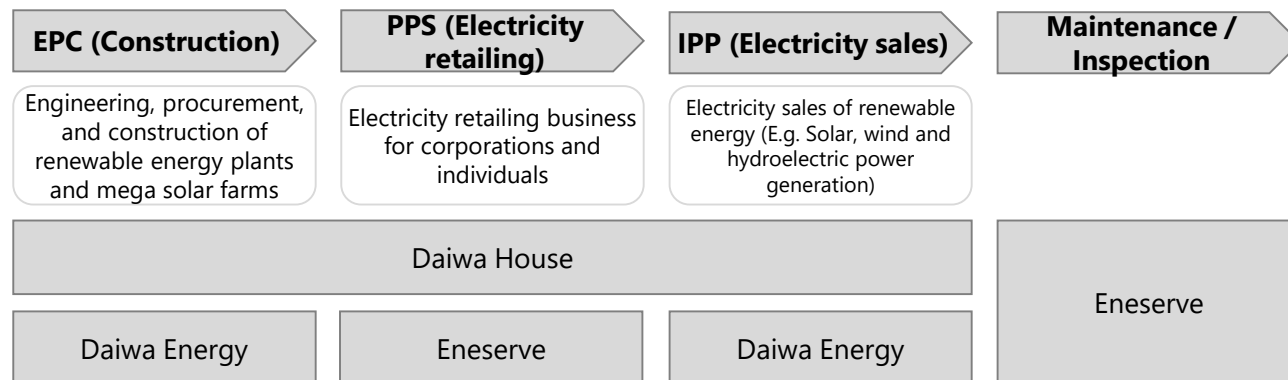 EPC (Construction)
PPS (Electricity
retailing)
IPP (Electricity sales)
Maintenance /
Inspection
Engineering, procurement,
and construction of
renewable energy plants
and mega solar farms
Electricity retailing business
for corporations and
individuals
Electricity sales of renewable
energy (E.g. Solar, wind and
hydroelectric power
generation)
Daiwa House
Eneserve
Daiwa Energy
Eneserve
Daiwa Energy